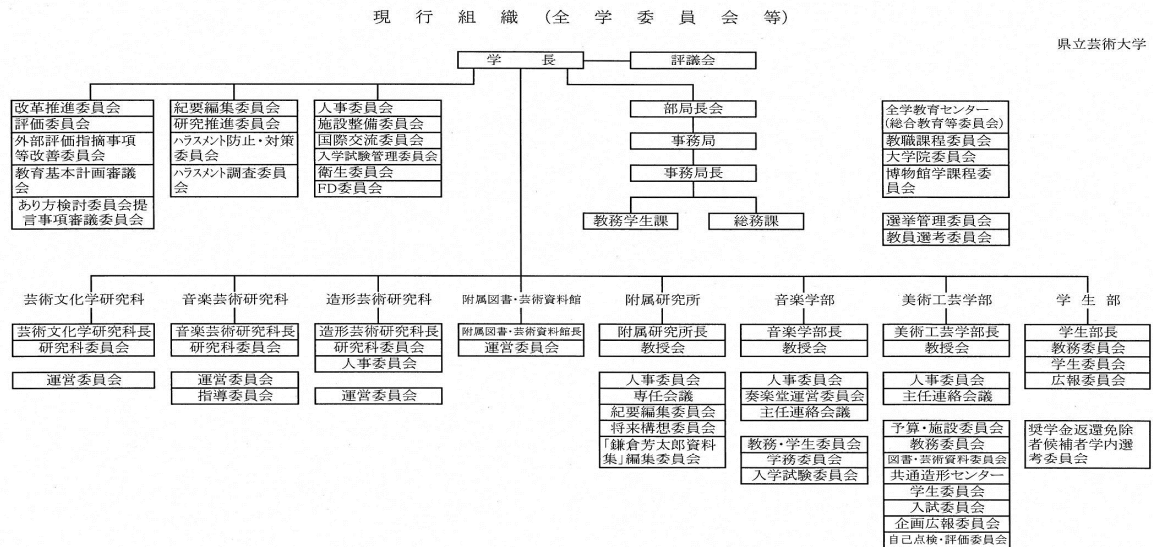 現行組織(全学委員会等)
県立芸術大学
学長
評議会
改革推進委員会
評価委員会
外部評価指摘事項
等改善委員会
教育基本計画審議
会
あり方検討委員会提
言事項審議委員会
紀要編集委員会
研究推進委員会
ハラスメント防止・対策
委員会
ハラスメント調査委員
会
人事委員会
施設整備委員会
国際交流委員会
入学試験管理委員会
衛生委員会
FD委員会
部局長会
事務局
事務局長
教務学生課
総務課
全学教育センター
(総合教育等委員会)
教職課程委員会
大学院委員会
博物館学課程委
員会
選挙管理委員会
教員選考委員会
芸術文化学研究科
芸術文化学研究科長
研究科委員会
運営委員会
音楽芸術研究科
音楽芸術研究科長
研究科委員会
運営委員会
指導委員会
造形芸術研究科
造形芸術研究科長
研究科委員会
人事委員会
運営委員会
附属図書・芸術資料館
附属図書・芸術資料館長
運営委員会
附属研究所
附属研究所長
教授会
人事委員会
専任会議
紀要編集委員会
将来構想委員会
「鎌倉芳太郎資料
集」編集委員会
音楽学部
音楽学部長
教授会
人事委員会
奏楽堂運営委員会
主任連絡会議
教務・学生委員会
学務委員会
入学試験委員会
美術工芸学部
美術工芸学部長
教授会
人事委員会
主任連絡会議
予算・施設委員会
教務委員会
図書・芸術資料委員会
共通造形センター
学生委員会
入試委員会
企画広報委員会
自己点検・評価委員会
学生部
学生部長
教務委員会
学生委員会
広報委員会
奨学金返還免除
者候補者学内選
考委員会